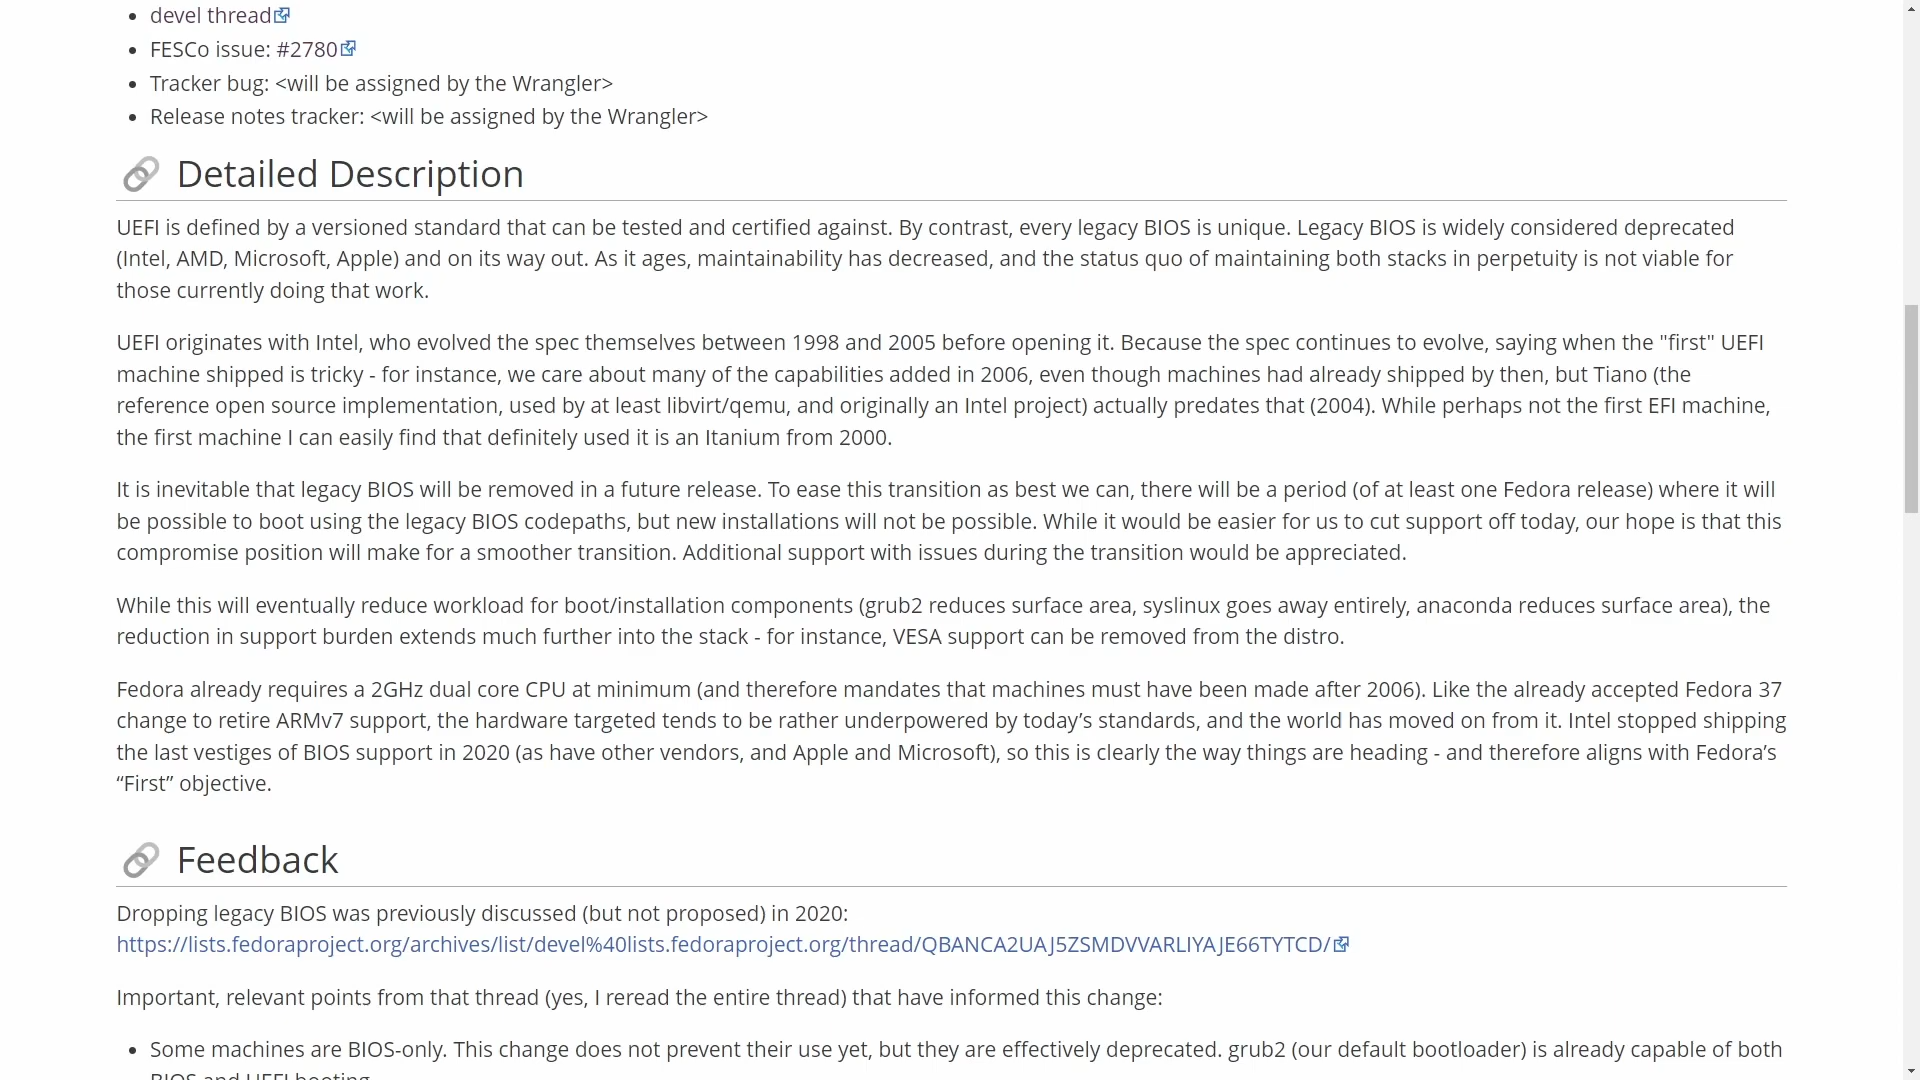 devel thread
FESCo issue: #2780
Tracker bug: <will be assigned by the Wrangler>
Release notes tracker: <will be assigned by the Wrangler>
Detailed Description
UEFI is defined by a versioned standard that can be tested and certified against. By contrast, every legacy BIOS is unique. Legacy BIOS is widely considered deprecated
(Intel, AMD, Microsoft, Apple) and on its way out. As it ages, maintainability has decreased, and the status quo of maintaining both stacks in perpetuity is not viable for
those currently doing that work.
UEFI originates with Intel, who evolved the spec themselves between 1998 and 2005 before opening it. Because the spec continues to evolve, saying when the "first" UEFI
machine shipped is tricky - for instance, we care about many of the capabilities added in 2006, even though machines had already shipped by then, but Tiano (the
reference open source implementation, used by at least libvirt/qemu, and originally an Intel project) actually predates that (2004). While perhaps not the first EFI machine,
the first machine I can easily find that definitely used it is an Itanium from 2000.
It is inevitable that legacy BIOS will be removed in a future release. To ease this transition as best we can, there will be a period (of at least one Fedora release) where it will
be possible to boot using the legacy BIOS codepaths, but new installations will not be possible. While it would be easier for us to cut support off today, our hope is that this
compromise position will make for a smoother transition. Additional support with issues during the transition would be appreciated.
While this will eventually reduce workload for boot/installation components (grub2 reduces surface area, syslinux goes away entirely, anaconda reduces surface area), the
reduction in support burden extends much further into the stack - for instance, VESA support can be removed from the distro.
Fedora already requires a 2GHz dual core CPU at minimum (and therefore mandates that machines must have been made after 2006). Like the already accepted Fedora 37
change to retire ARMv7 support, the hardware targeted tends to be rather underpowered by today’s standards, and the world has moved on from it. Intel stopped shipping
the last vestiges of BIOS support in 2020 (as have other vendors, and Apple and Microsoft), so this is clearly the way things are heading - and therefore aligns with Fedora’s
“First” objective.
Feedback
Dropping legacy BIOS was previously discussed (but not proposed) in 2020:
https://lists.fedoraproject.org/archives/list/devel%40lists.fedoraproject.org/thread/QBANCA2UAJ5ZSMDVVARLIYAJE66TYTCD/
Important, relevant points from that thread (yes, I reread the entire thread) that have informed this change:
Some machines are BIOS-only. This change does not prevent their use yet, but they are effectively deprecated. grub2 (our default bootloader) is already capable of both
BIOS and UEFI booting.